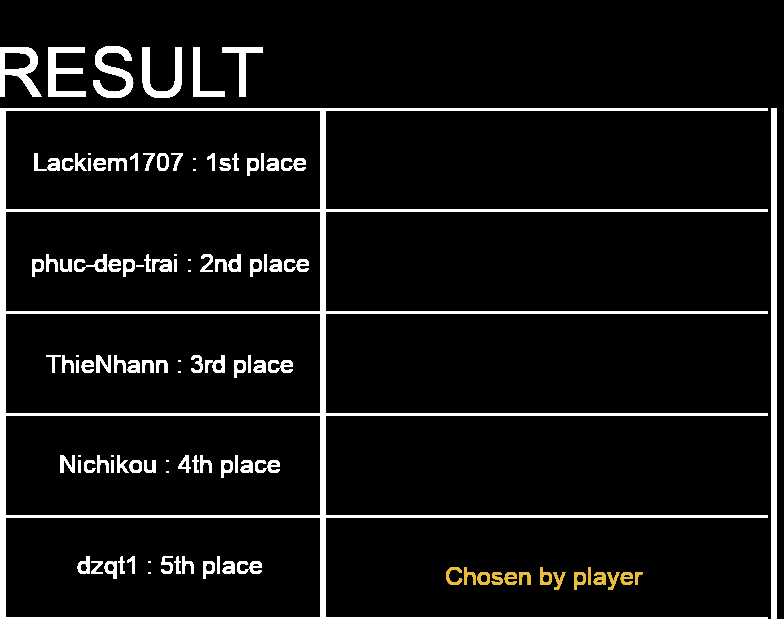 RESULT
Lackiem1707 : 1st place
phuc-dep-trai : 2nd place
ThieNhann : 3rd place
Nichikou : 4th place
dzqt1 : 5th place
Chosen by player